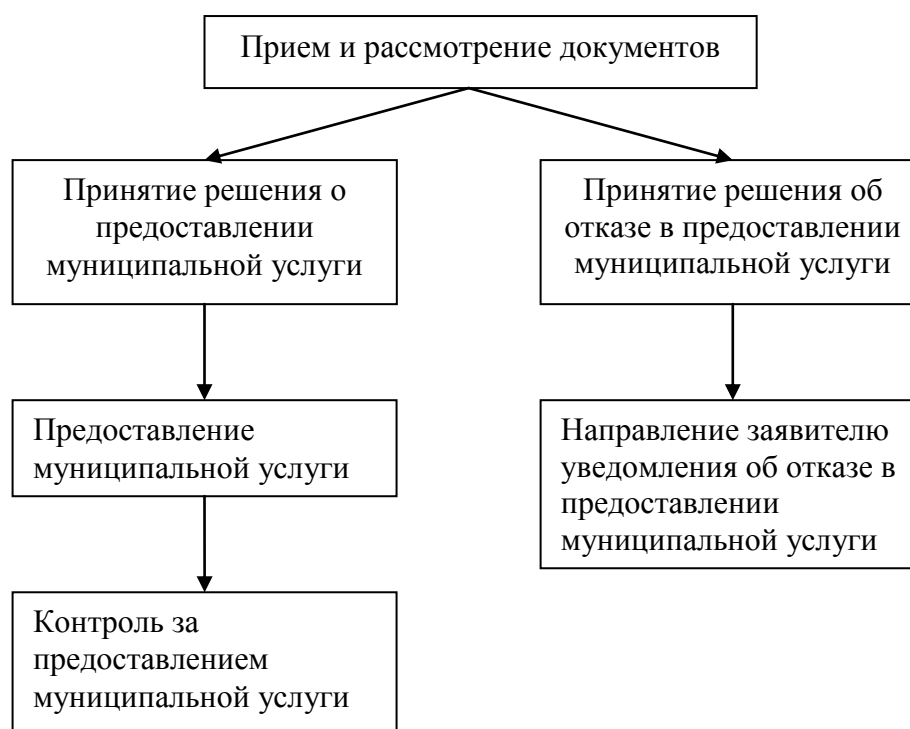 Прием и рассмотрение документов
Принятие решения о
предоставлении
муниципальной услуги
Принятие решения об
отказе в предоставлении
муниципальной услуги
Предоставление
муниципальной услуги
Направление заявителю
уведомления об отказе в
предоставлении
муниципальной услуги
Контроль за
предоставлением
муниципальной услуги